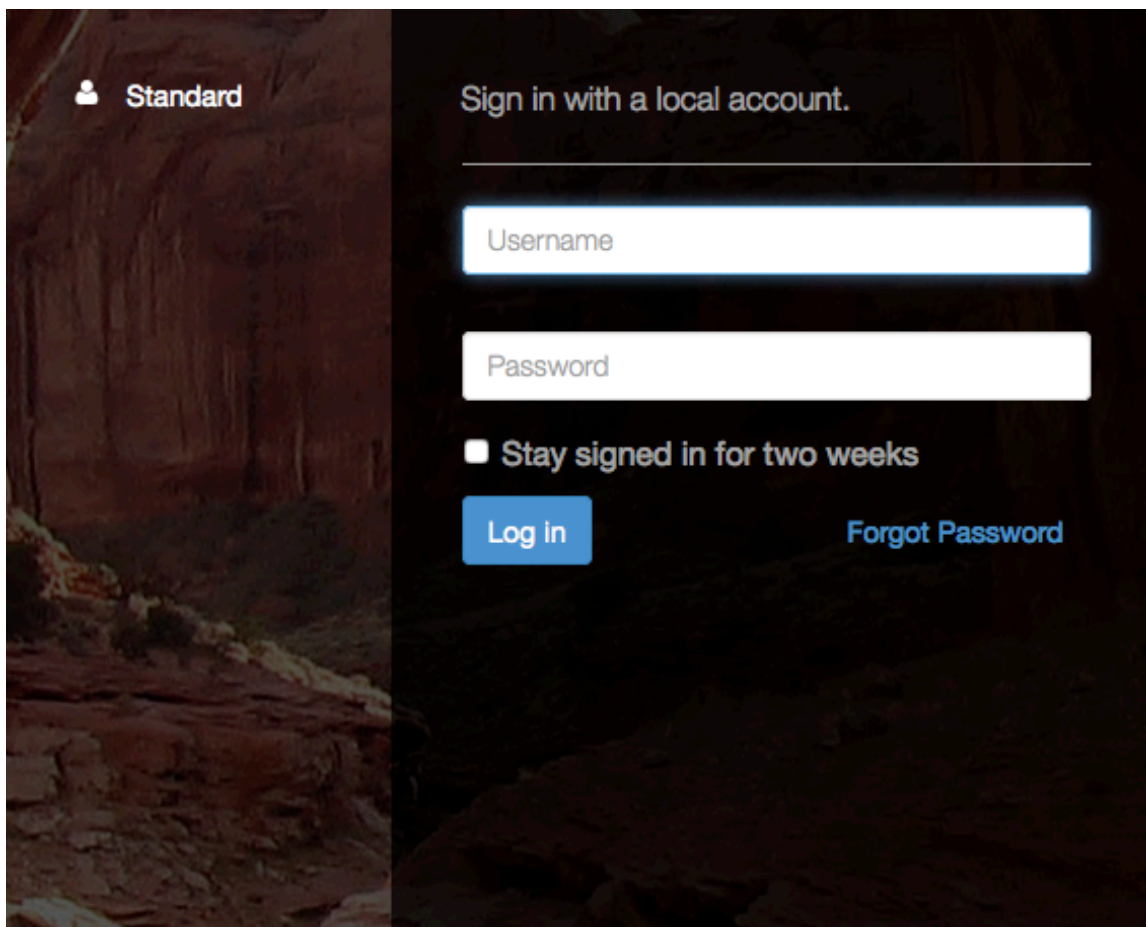 Standard
Sign in with a local account.
Username
Password
Stay signed in for two weeks
Log in
Forgot Password